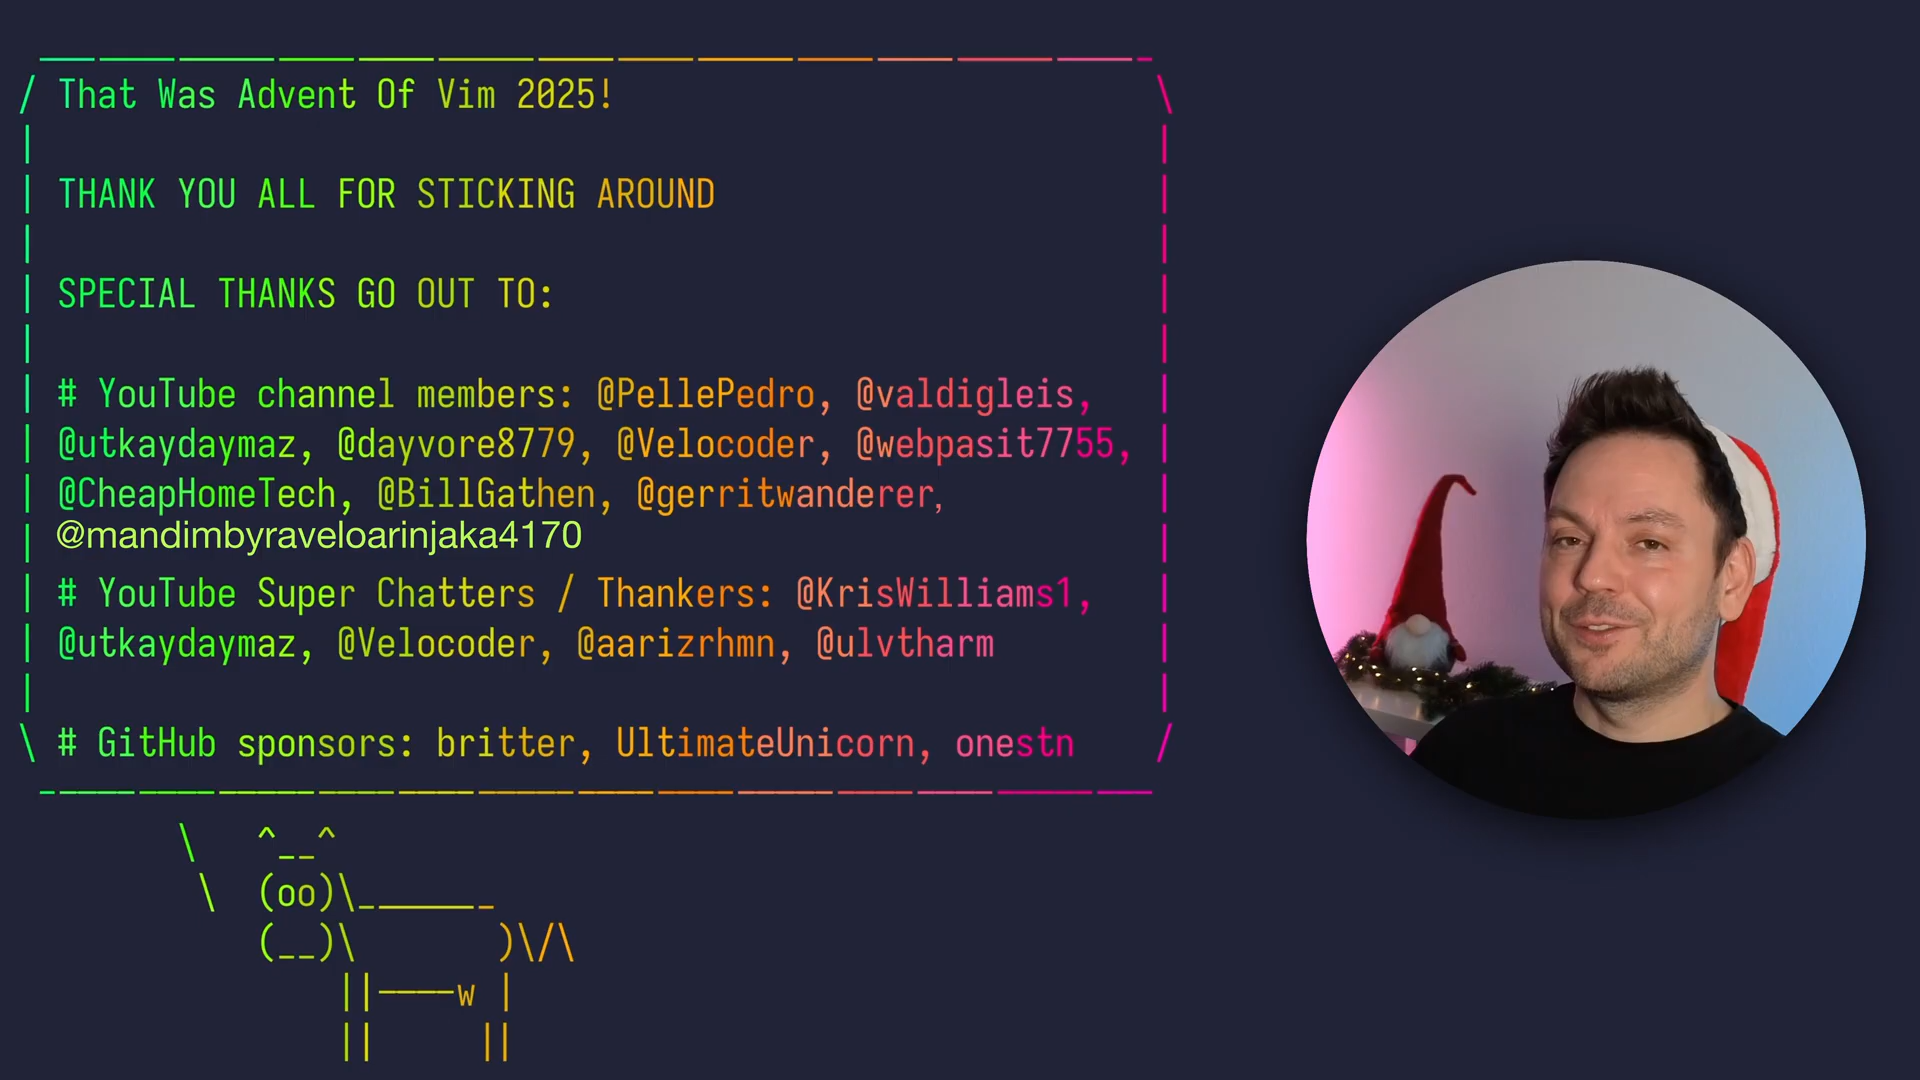 That Was Advent Of Vim 2025!
THANK YOU ALL FOR STICKING AROUND
SPECIAL THANKS GO OUT TO:
# YouTube channel members: @PellePedro, @valdigleis,
@utkaydaymaz, @dayvore8779, @Velocoder, @webpasit7755,
@CheapHomeTech, @BillGathen, @gerritwanderer,
@mandimbyraveloarinjaka4170
# YouTube Super Chatters / Thankers: @KrisWilliams1,
@utkaydaymaz, @Velocoder, @aarizrhmn, @ulvtharm
# GitHub sponsors: britter, UltimateUnicorn, onestn